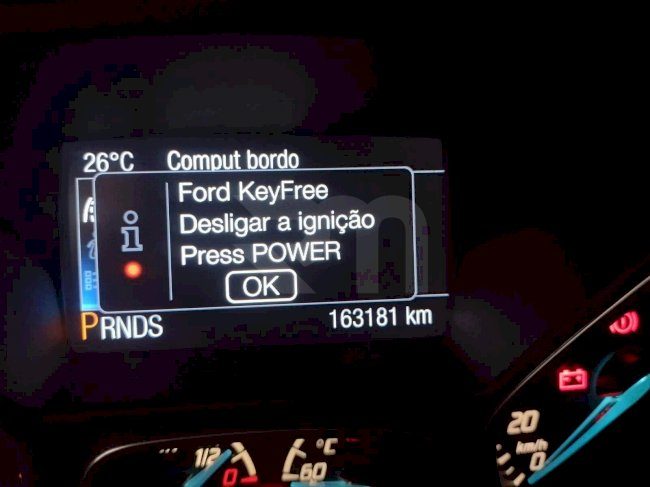 26°C Comput bordo
Ford KeyFree
Desligar a ignição
Press POWER
OK
PRNDS 163181 km
20
km/h
0
1/2
0
°C
60